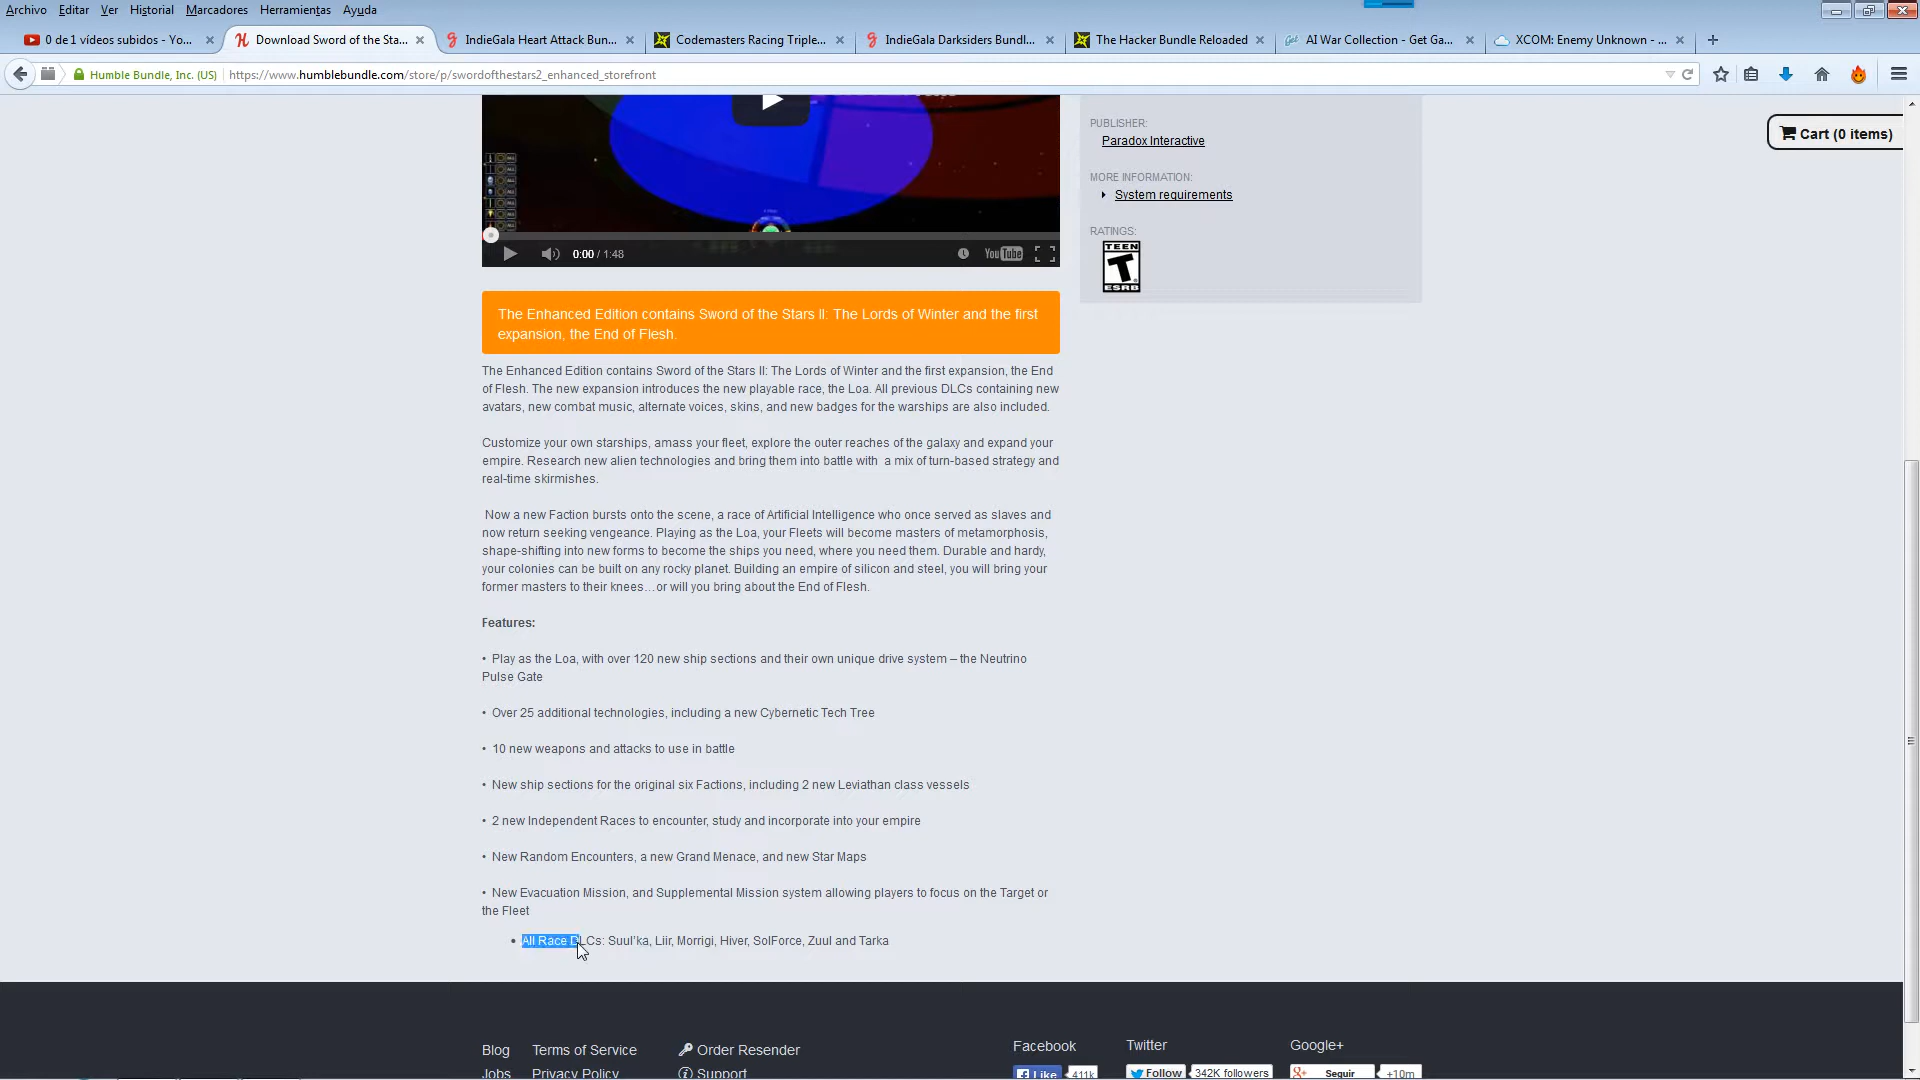 Archivo Editar Ver Historial Marcadores Herramientas Ayuda
0 de 1 vídeos subidos - Yo...
Download Sword of the Sta...
IndieGala Heart Attack Bun...
Codemasters Racing Triple...
IndieGala Darksiders Bundl...
The Hacker Bundle Reloaded
AI War Collection - Get Ga...
XCOM: Enemy Unknown - ...
Humble Bundle, Inc. (US)
https://www.humblebundle.com/store/p/swordofthestars2_enhanced_storefront
Cart (0 items)
PUBLISHER:
Paradox Interactive
MORE INFORMATION:
System requirements
RATINGS:
TEEN
T
ESRB
0:00 / 1:48
YouTube
The Enhanced Edition contains Sword of the Stars II: The Lords of Winter and the first
expansion, the End of Flesh.
The Enhanced Edition contains Sword of the Stars II: The Lords of Winter and the first expansion, the End
of Flesh. The new expansion introduces the new playable race, the Loa. All previous DLCs containing new
avatars, new combat music, alternate voices, skins, and new badges for the warships are also included.
Customize your own starships, amass your fleet, explore the outer reaches of the galaxy and expand your
empire. Research new alien technologies and bring them into battle with a mix of turn-based strategy and
real-time skirmishes.
Now a new Faction bursts onto the scene, a race of Artificial Intelligence who once served as slaves and
now return seeking vengeance. Playing as the Loa, your Fleets will become masters of metamorphosis,
shape-shifting into new forms to become the ships you need, where you need them. Durable and hardy,
your colonies can be built on any rocky planet. Building an empire of silicon and steel, you will bring your
former masters to their knees…or will you bring about the End of Flesh.
Features:
• Play as the Loa, with over 120 new ship sections and their own unique drive system – the Neutrino
Pulse Gate
• Over 25 additional technologies, including a new Cybernetic Tech Tree
• 10 new weapons and attacks to use in battle
• New ship sections for the original six Factions, including 2 new Leviathan class vessels
• 2 new Independent Races to encounter, study and incorporate into your empire
• New Random Encounters, a new Grand Menace, and new Star Maps
• New Evacuation Mission, and Supplemental Mission system allowing players to focus on the Target or
the Fleet
• All Race DLCs: Suul'ka, Liir, Morrigi, Hiver, SolForce, Zuul and Tarka
Blog Terms of Service Order Resender
Jobs Privacy Policy Support
Facebook Twitter Google+
Like 411k Follow 342K followers Seguir +10m